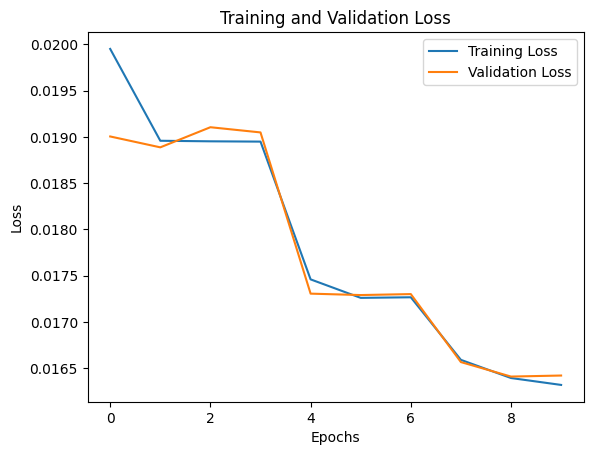 Training and Validation Loss
Training Loss
Validation Loss
0.0200
0.0195
0.0190
0.0185
0.0180
0.0175
0.0170
0.0165
Loss
0
2
4
6
8
Epochs